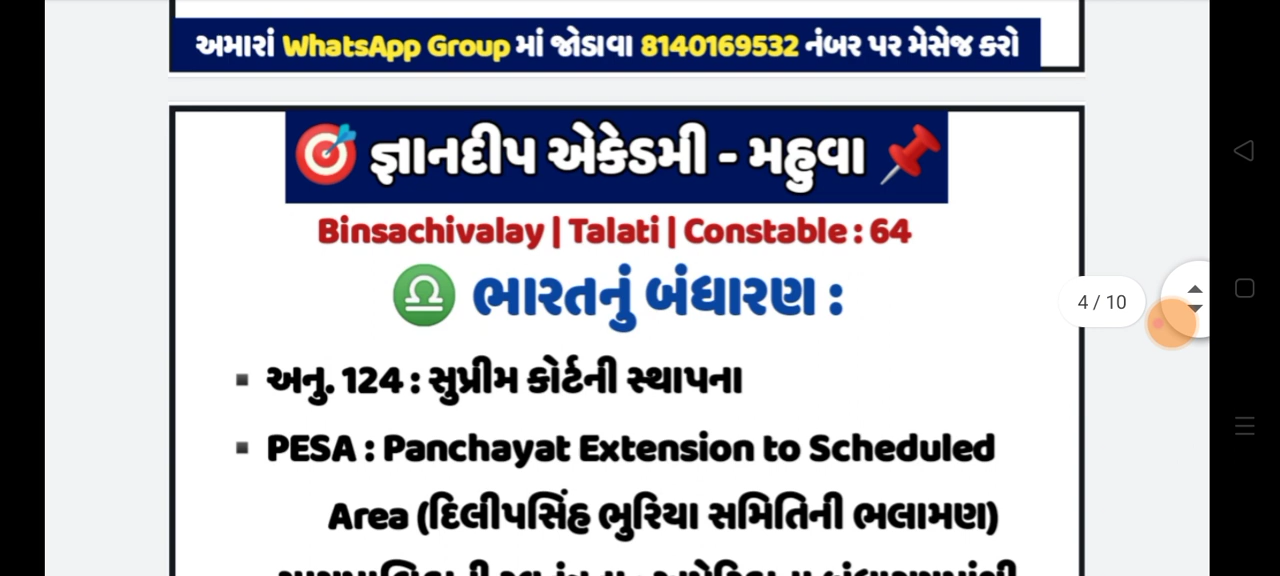 અમારાં WhatsApp Group માં જોડાવા 8140169532 નંબર પર મેસેજ કરો
જ્ઞાનદીપ એકેડમી - મહુવા
Binsachivalay | Talati | Constable : 64
ભારતનું બંધારણ :
4 / 10
▪ અનુ. 124 : સુપ્રીમ કોર્ટની સ્થાપના
▪ PESA : Panchayat Extension to Scheduled
Area (દિલીપસિંહ ભુરિયા સમિતિની ભલામણ)